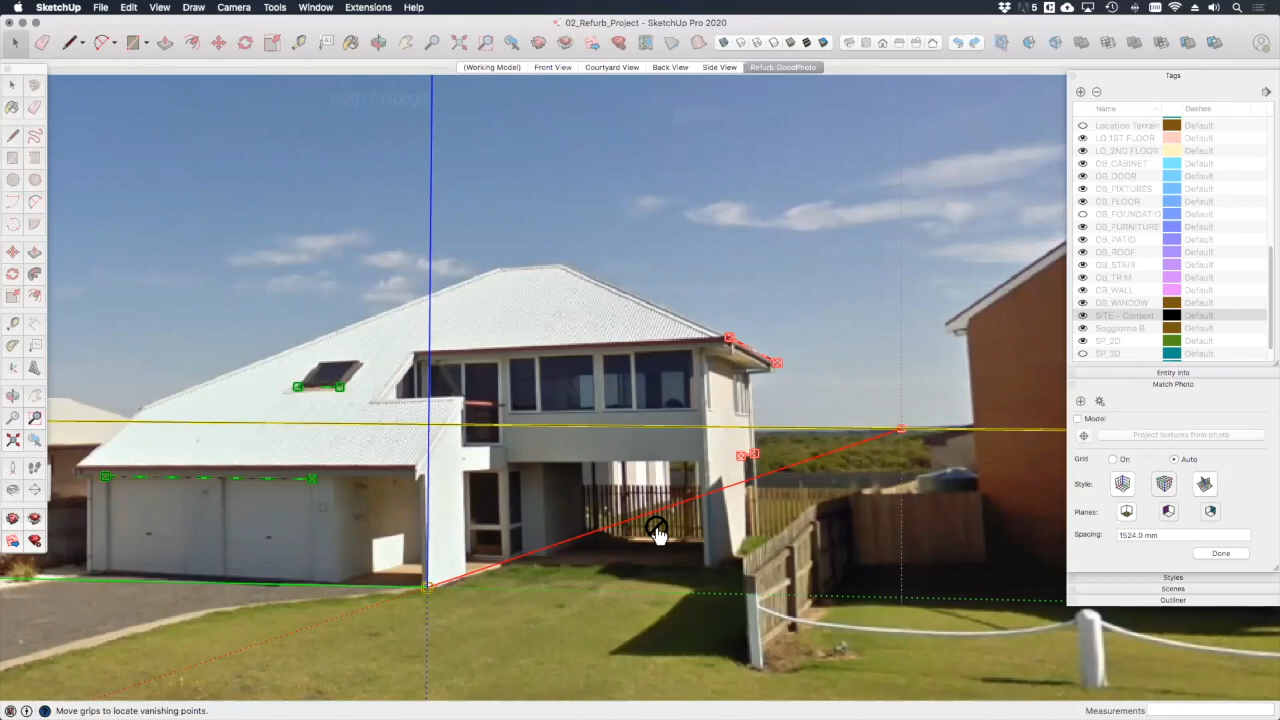 SketchUp File Edit View Draw Camera Tools Window Extensions Help
5
02_Refurb_Project - SketchUp Pro 2020
(Working Model) Front View Courtyard View Back View Side View Refurb GoodPhoto
Tags
Name Dashes
Location Terrain Default
LO 1ST FLOOR Default
LO_2ND FLOOR Default
OB_CABINET Default
OB_DOOR Default
OB_FIXTURES Default
OB_FLOOR Default
OB_FOUNDATIO Default
OB_FURNITURE Default
OB_PATIO Default
OB_ROOF Default
OB_STAIR Default
OB_TRIM Default
OB_WALL Default
OB_WINDOW Default
SITE - Context Default
Soggiorno B Default
SP_2D Default
SP_3D Default
Entity Info
Match Photo
Model
Project textures from photo
Grid On Auto
Style:
Planes:
Spacing: 1524.0 mm
Done
Styles
Scenes
Outliner
Move grips to locate vanishing points. Measurements